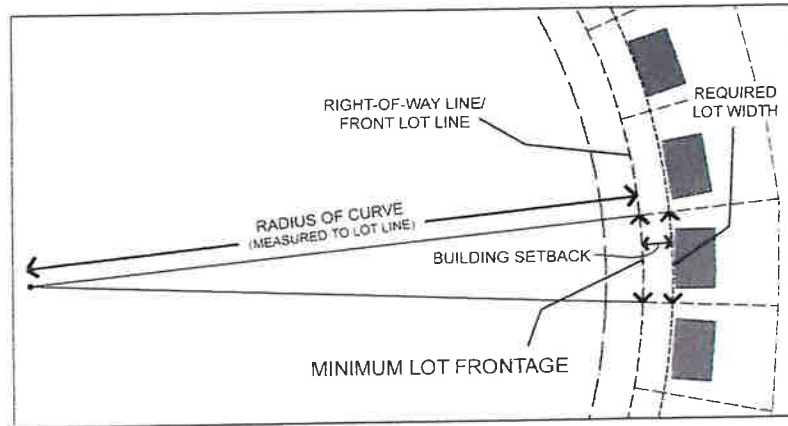 RIGHT-OF-WAY LINE/
FRONT LOT LINE
REQUIRED
LOT WIDTH
RADIUS OF CURVE
(MEASURED TO LOT LINE)
BUILDING SETBACK
MINIMUM LOT FRONTAGE